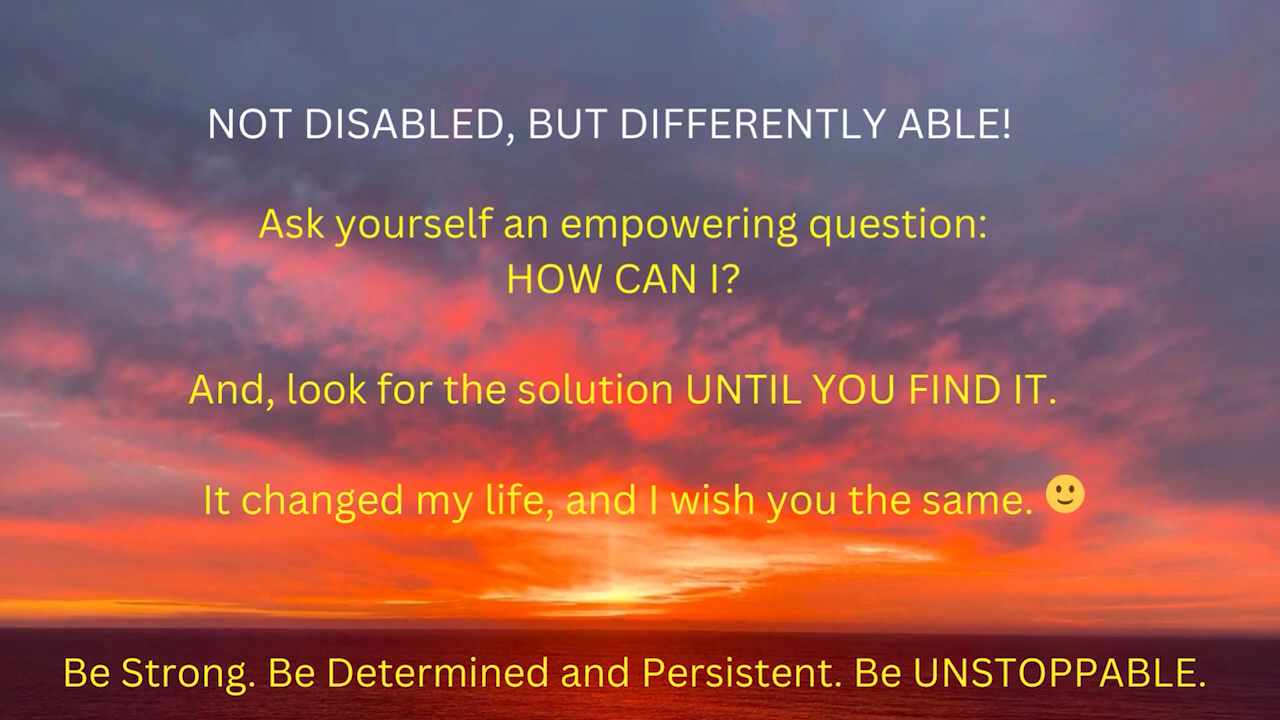 NOT DISABLED, BUT DIFFERENTLY ABLE!
Ask yourself an empowering question:
HOW CAN I?
And, look for the solution UNTIL YOU FIND IT.
It changed my life, and I wish you the same. 🙂
Be Strong. Be Determined and Persistent. Be UNSTOPPABLE.